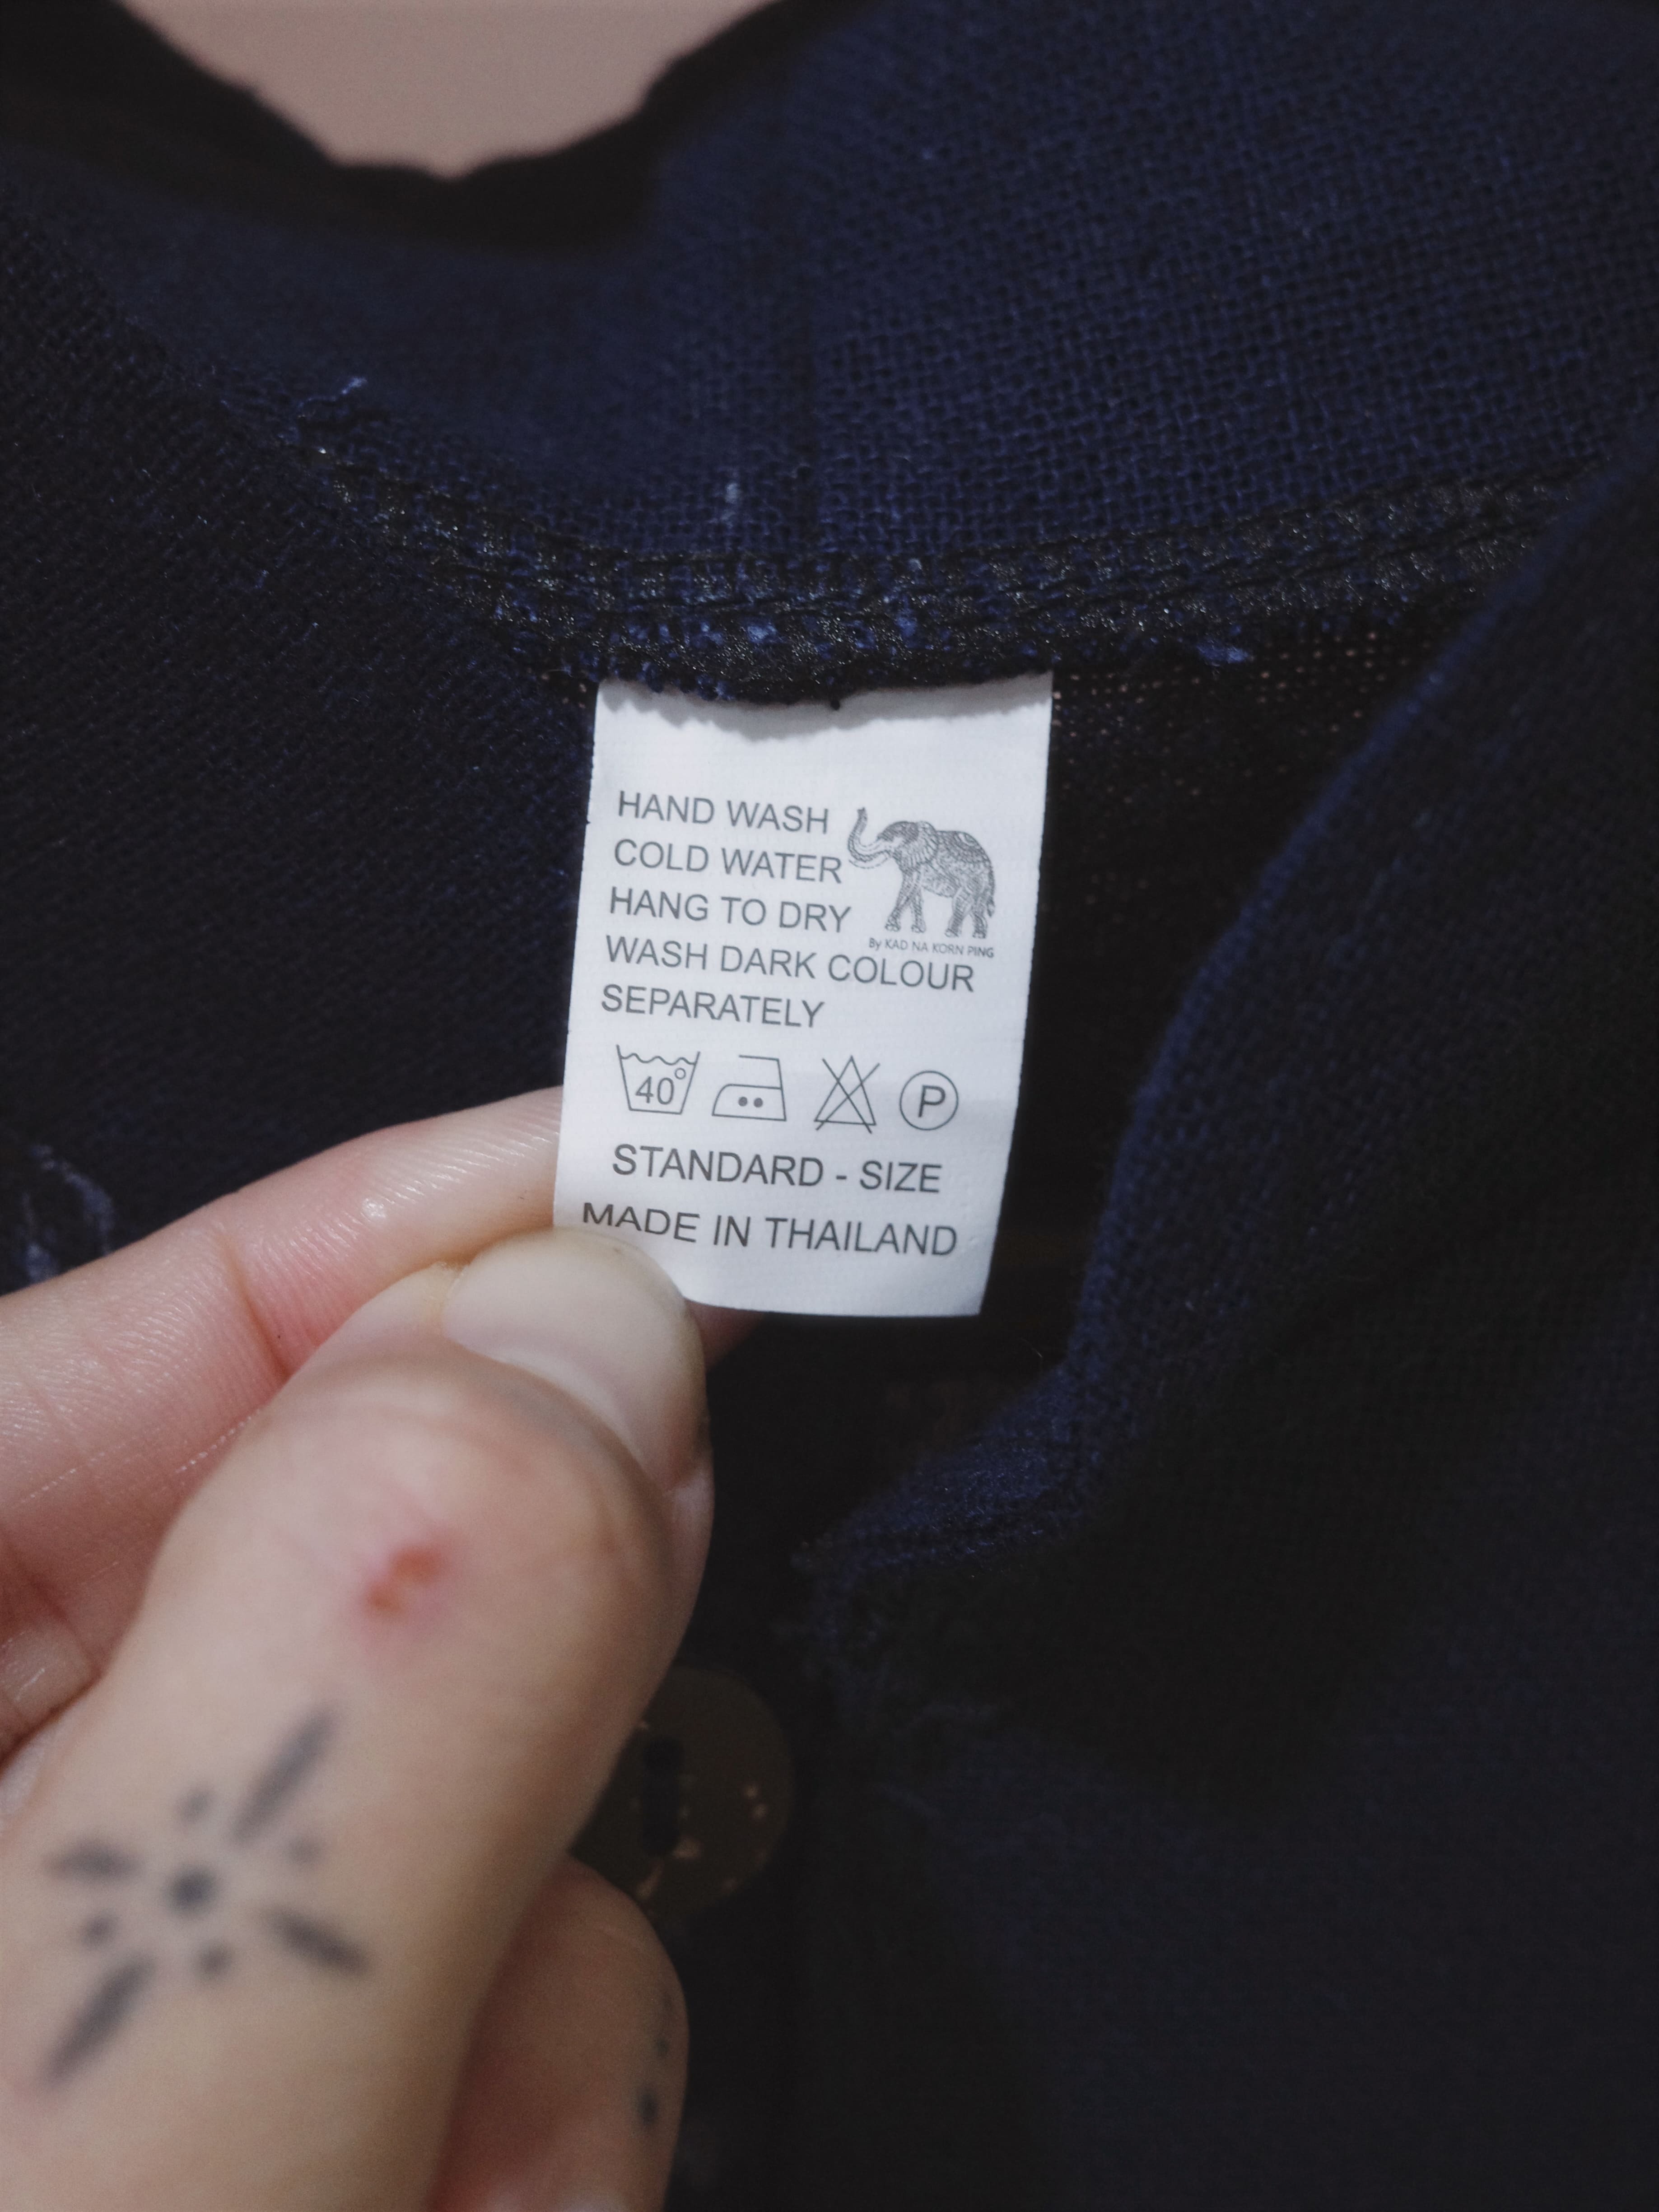 HAND WASH
COLD WATER
HANG TO DRY
By KAD NA KORN PING
WASH DARK COLOUR
SEPARATELY
40°
P
STANDARD - SIZE
MADE IN THAILAND